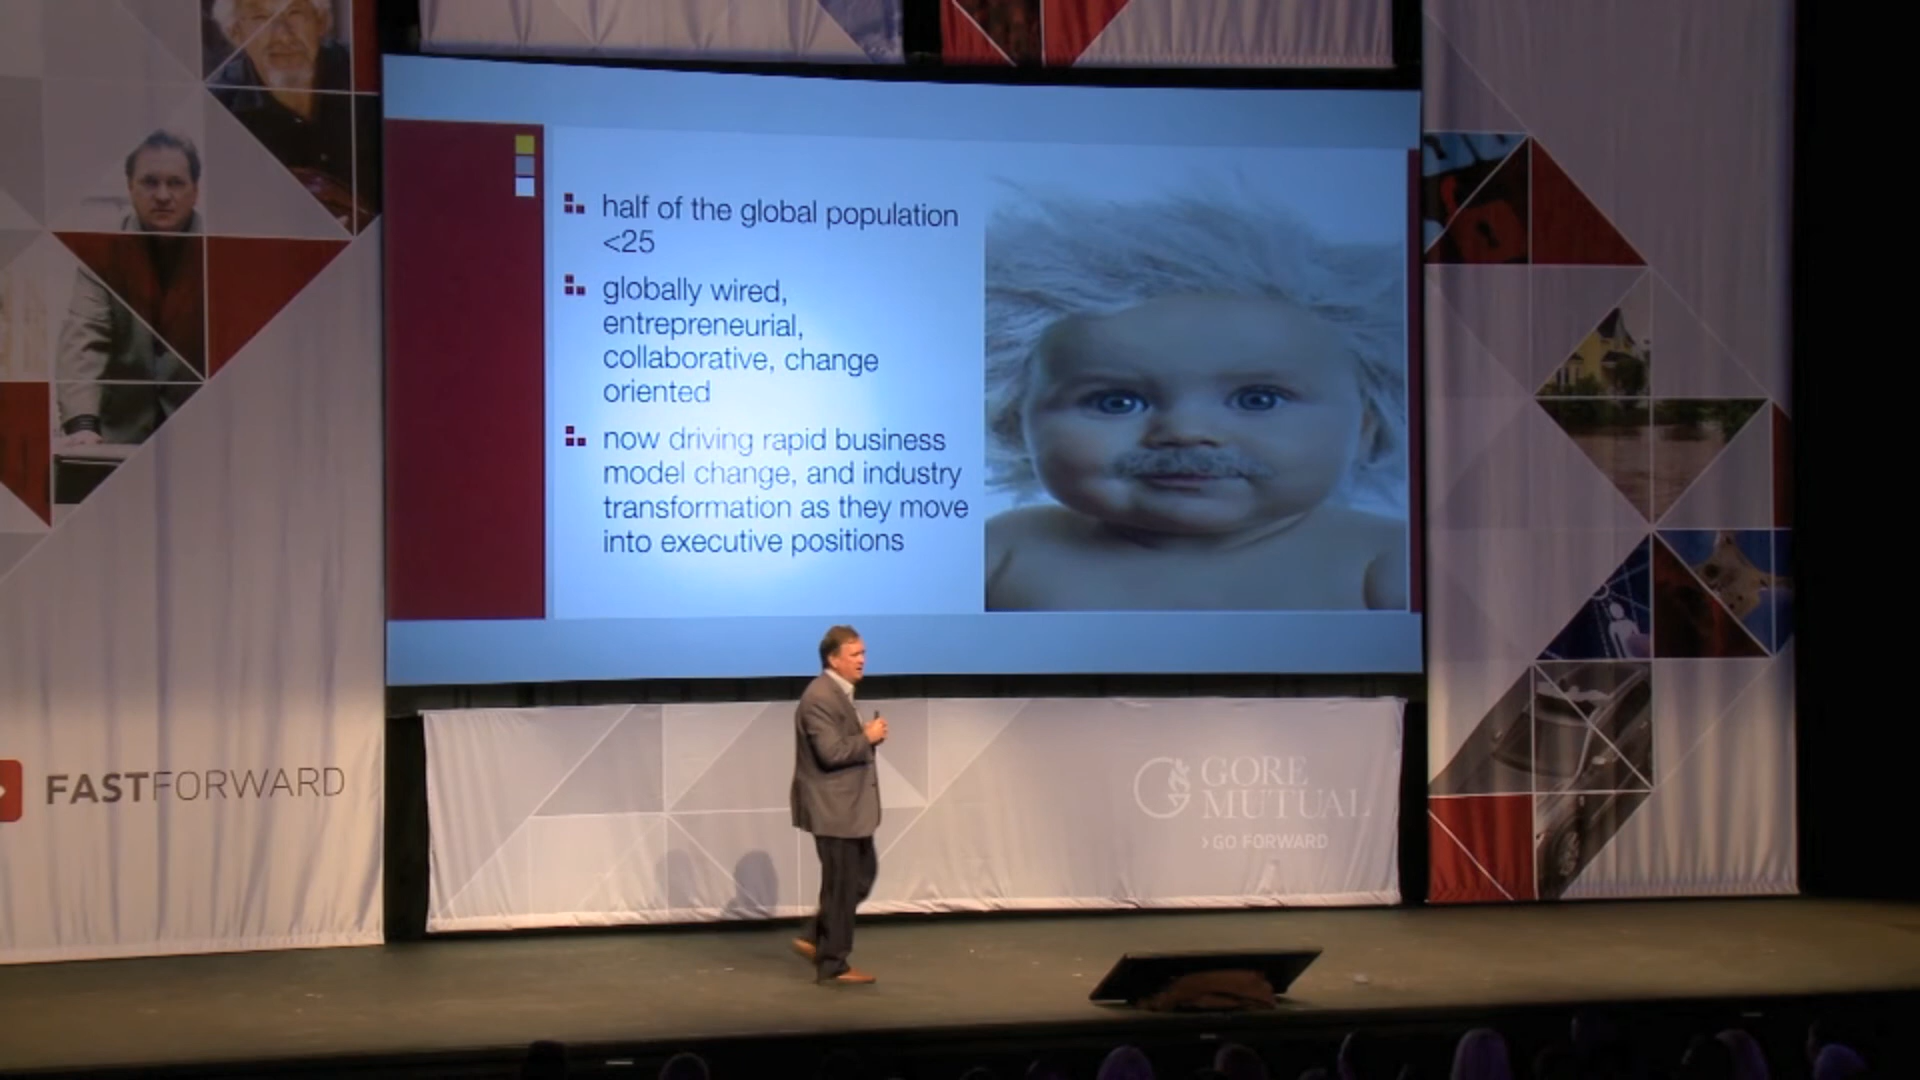 half of the global population
<25
globally wired,
entrepreneurial,
collaborative, change
oriented
now driving rapid business
model change, and industry
transformation as they move
into executive positions
FASTFORWARD
GORE
MUTUAL
GO FORWARD